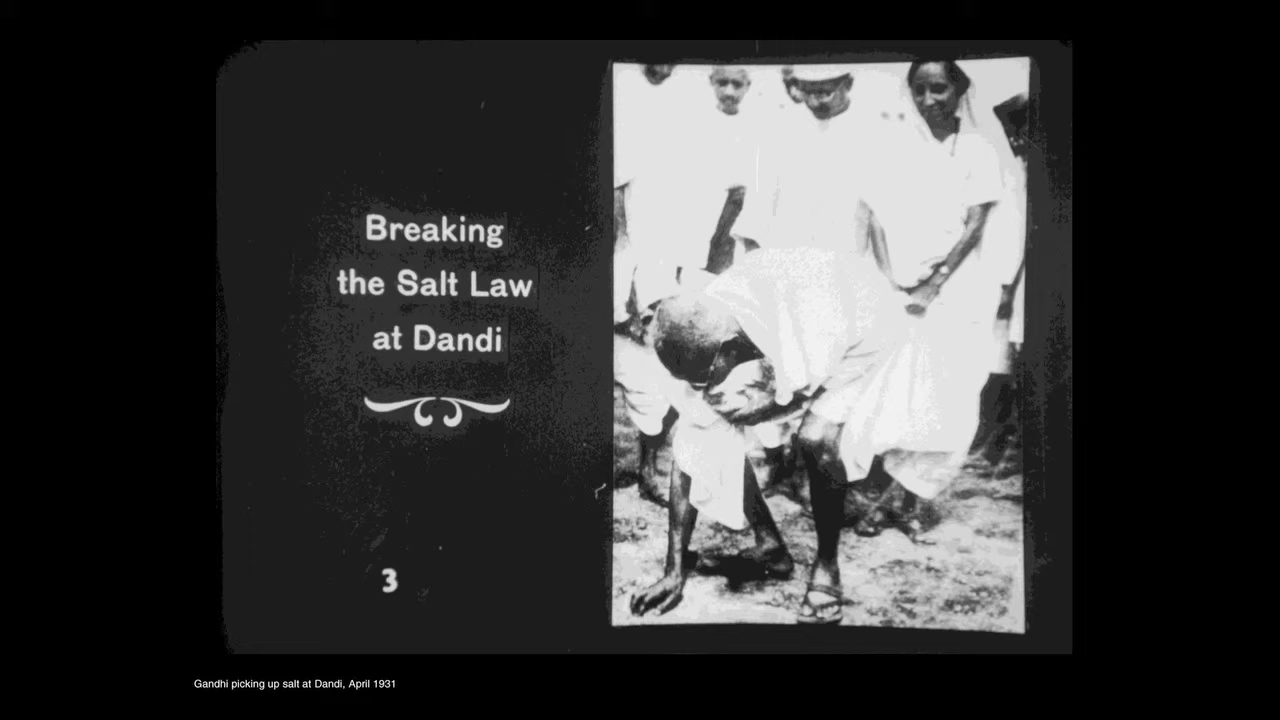 Breaking
the Salt Law
at Dandi
3
Gandhi picking up salt at Dandi, April 1931